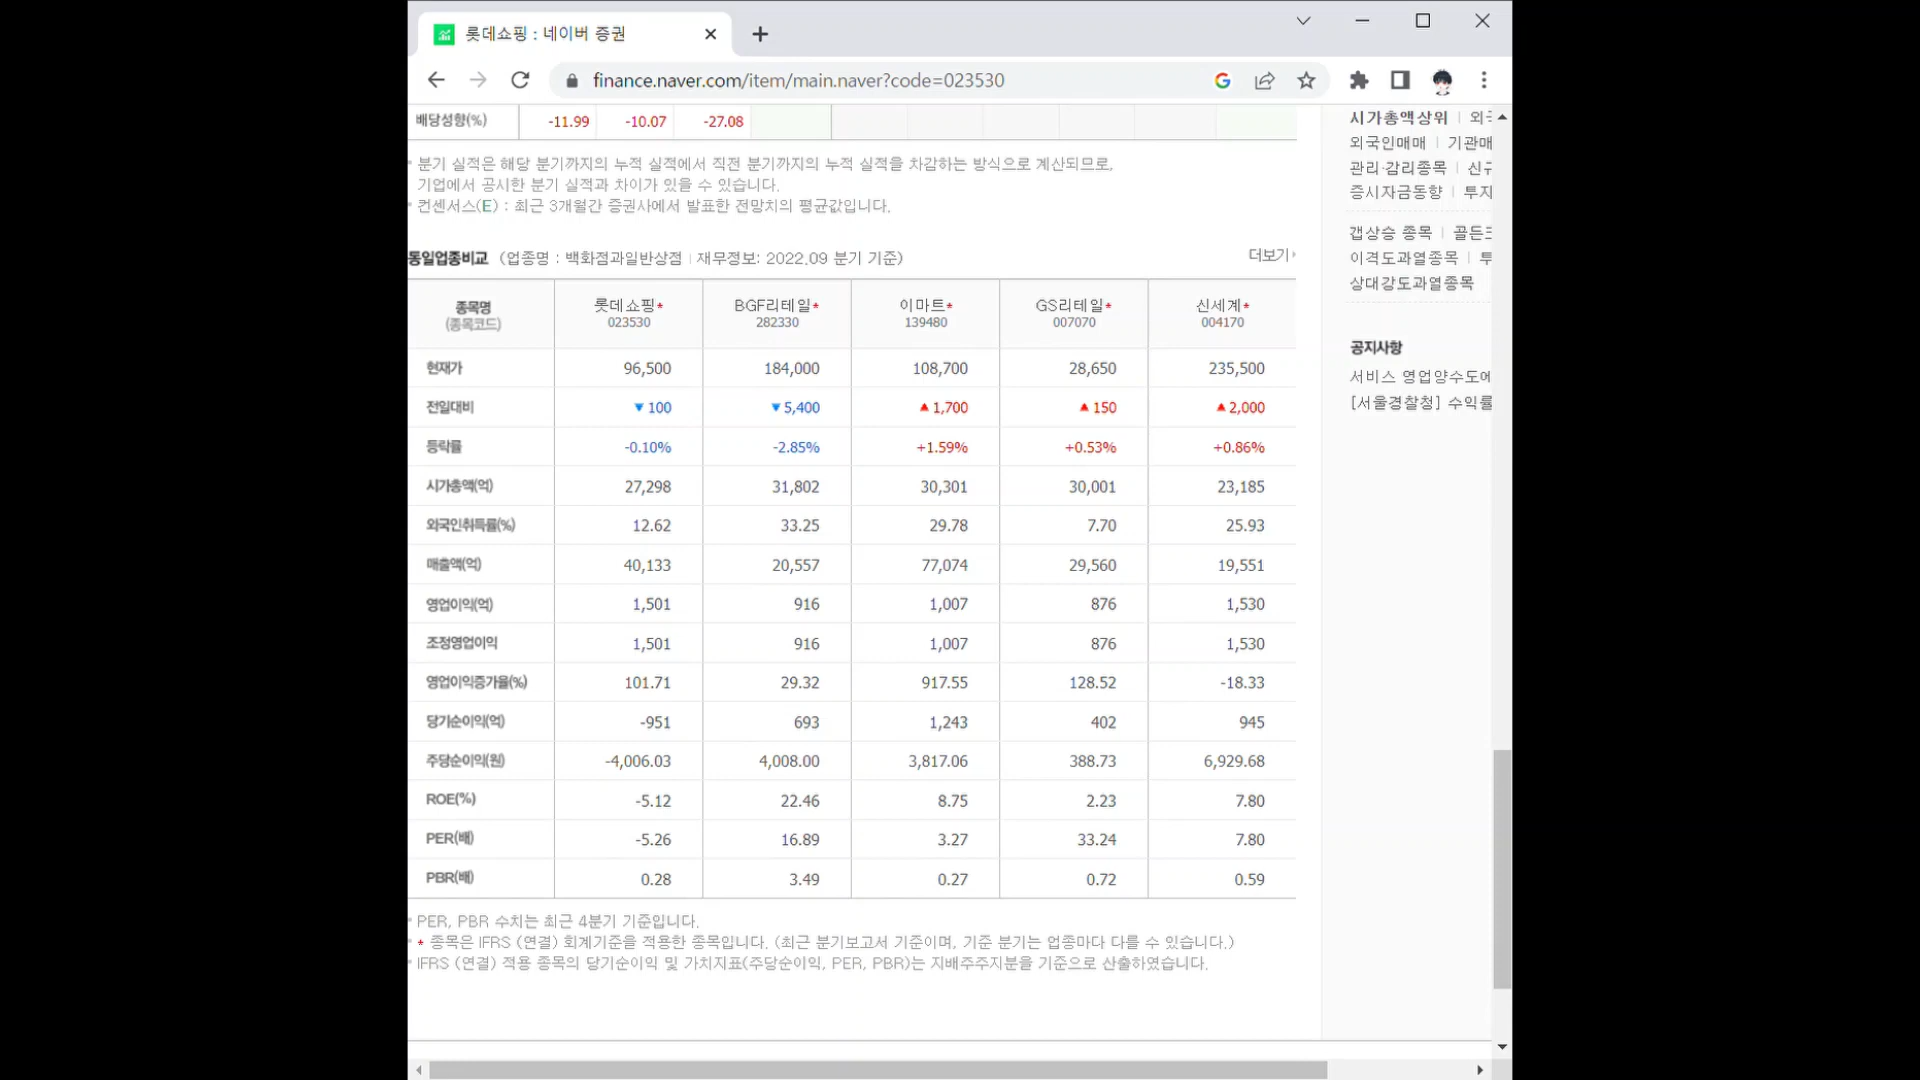 롯데쇼핑 : 네이버 증권
finance.naver.com/item/main.naver?code=023530
배당성향(%) -11.99 -10.07 -27.08
* 분기 실적은 해당 분기까지의 누적 실적에서 직전 분기까지의 누적 실적을 차감하는 방식으로 계산되므로,
기업에서 공시한 분기 실적과 차이가 있을 수 있습니다.
* 컨센서스(E) : 최근 3개월간 증권사에서 발표한 전망치의 평균값입니다.
동일업종비교 (업종명 : 백화점과일반상점 | 재무정보: 2022.09 분기 기준) 더보기
종목명 롯데쇼핑* BGF리테일* 이마트* GS리테일* 신세계*
(종목코드) 023530 282330 139480 007070 004170
현재가 96,500 184,000 108,700 28,650 235,500
전일대비 ▼100 ▼5,400 ▲1,700 ▲150 ▲2,000
등락률 -0.10% -2.85% +1.59% +0.53% +0.86%
시가총액(억) 27,298 31,802 30,301 30,001 23,185
외국인취득률(%) 12.62 33.25 29.78 7.70 25.93
매출액(억) 40,133 20,557 77,074 29,560 19,551
영업이익(억) 1,501 916 1,007 876 1,530
조정영업이익 1,501 916 1,007 876 1,530
영업이익증가율(%) 101.71 29.32 917.55 128.52 -18.33
당기순이익(억) -951 693 1,243 402 945
주당순이익(원) -4,006.03 4,008.00 3,817.06 388.73 6,929.68
ROE(%) -5.12 22.46 8.75 2.23 7.80
PER(배) -5.26 16.89 3.27 33.24 7.80
PBR(배) 0.28 3.49 0.27 0.72 0.59
* PER, PBR 수치는 최근 4분기 기준입니다.
* * 종목은 IFRS (연결) 회계기준을 적용한 종목입니다. (최근 분기보고서 기준이며, 기준 분기는 업종마다 다를 수 있습니다.)
* IFRS (연결) 적용 종목의 당기순이익 및 가치지표(주당순이익, PER, PBR)는 지배주주지분을 기준으로 산출하였습니다.
시가총액상위 | 외국
외국인매매 | 기관매
관리·감리종목 | 신규
증시자금동향 | 투자
갭상승 종목 | 골든크
이격도과열종목 | 투
상대강도과열종목
공지사항
서비스 영업양수도에
[서울경찰청] 수익률